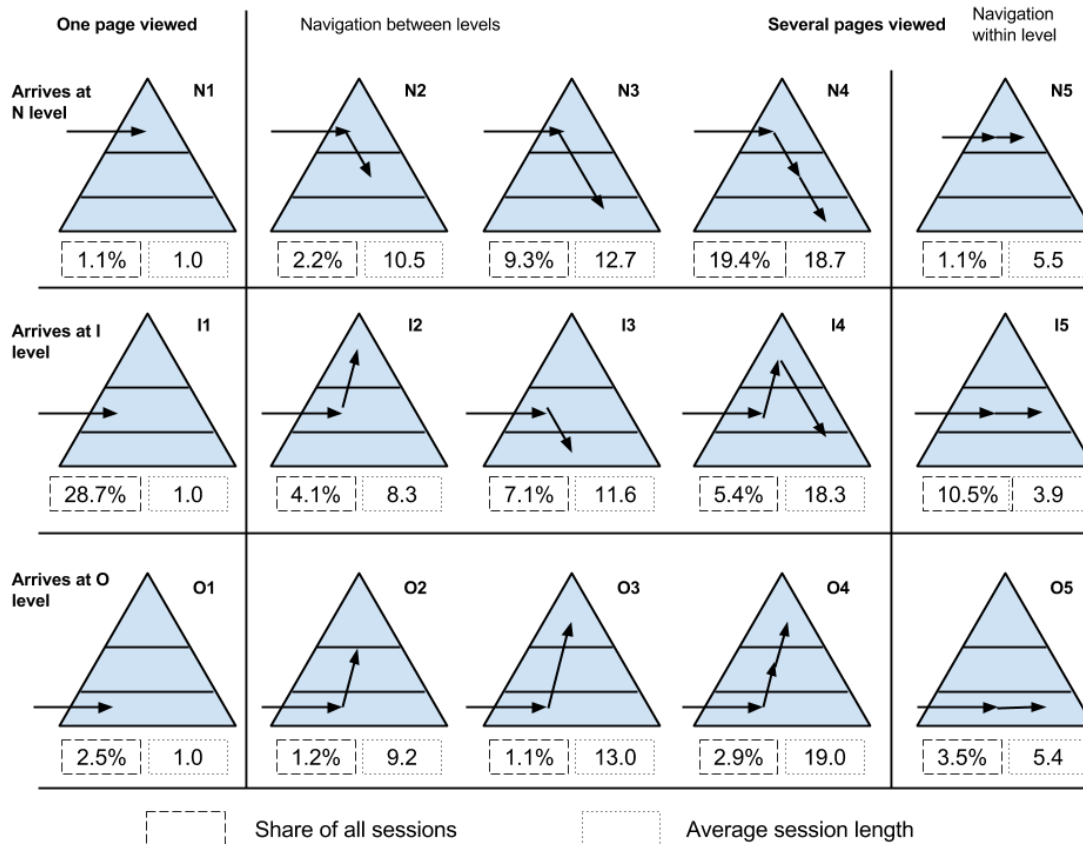 One page viewed
Navigation between levels
Several pages viewed
Navigation
within level
Arrives at
N level
N1
N2
N3
N4
N5
1.1% 1.0
2.2% 10.5
9.3% 12.7
19.4% 18.7
1.1% 5.5
Arrives at I
level
I1
I2
I3
I4
I5
28.7% 1.0
4.1% 8.3
7.1% 11.6
5.4% 18.3
10.5% 3.9
Arrives at O
level
O1
O2
O3
O4
O5
2.5% 1.0
1.2% 9.2
1.1% 13.0
2.9% 19.0
3.5% 5.4
Share of all sessions
Average session length